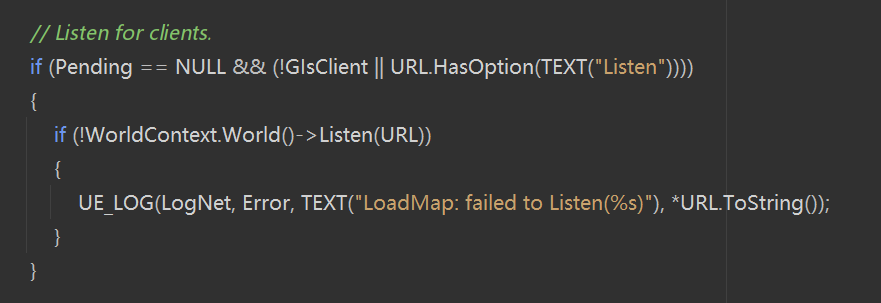 // Listen for clients.
if (Pending == NULL && (!GIsClient || URL.HasOption(TEXT("Listen"))))
{
if (!WorldContext.World()->Listen(URL))
{
UE_LOG(LogNet, Error, TEXT("LoadMap: failed to Listen(%s)"), *URL.ToString());
}
}